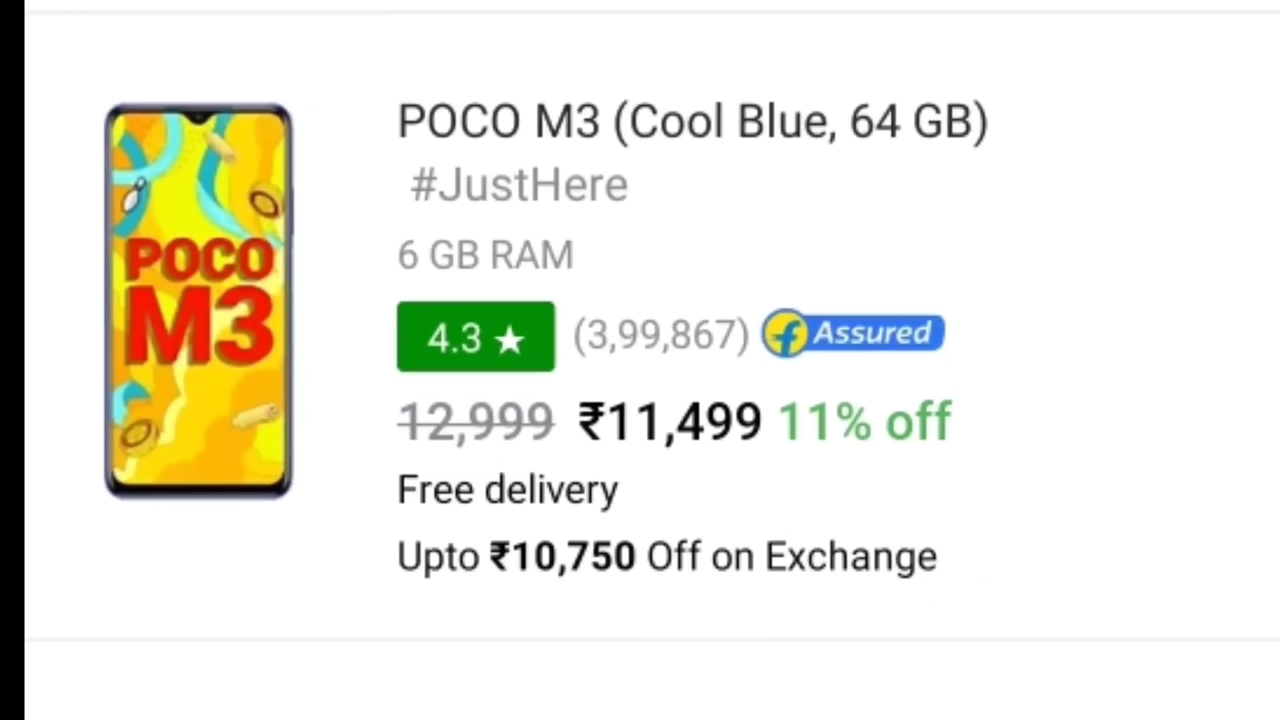 POCO M3 (Cool Blue, 64 GB)
#JustHere
6 GB RAM
4.3 ★ (3,99,867) f Assured
12,999 ₹11,499 11% off
Free delivery
Upto ₹10,750 Off on Exchange
POCO
M3